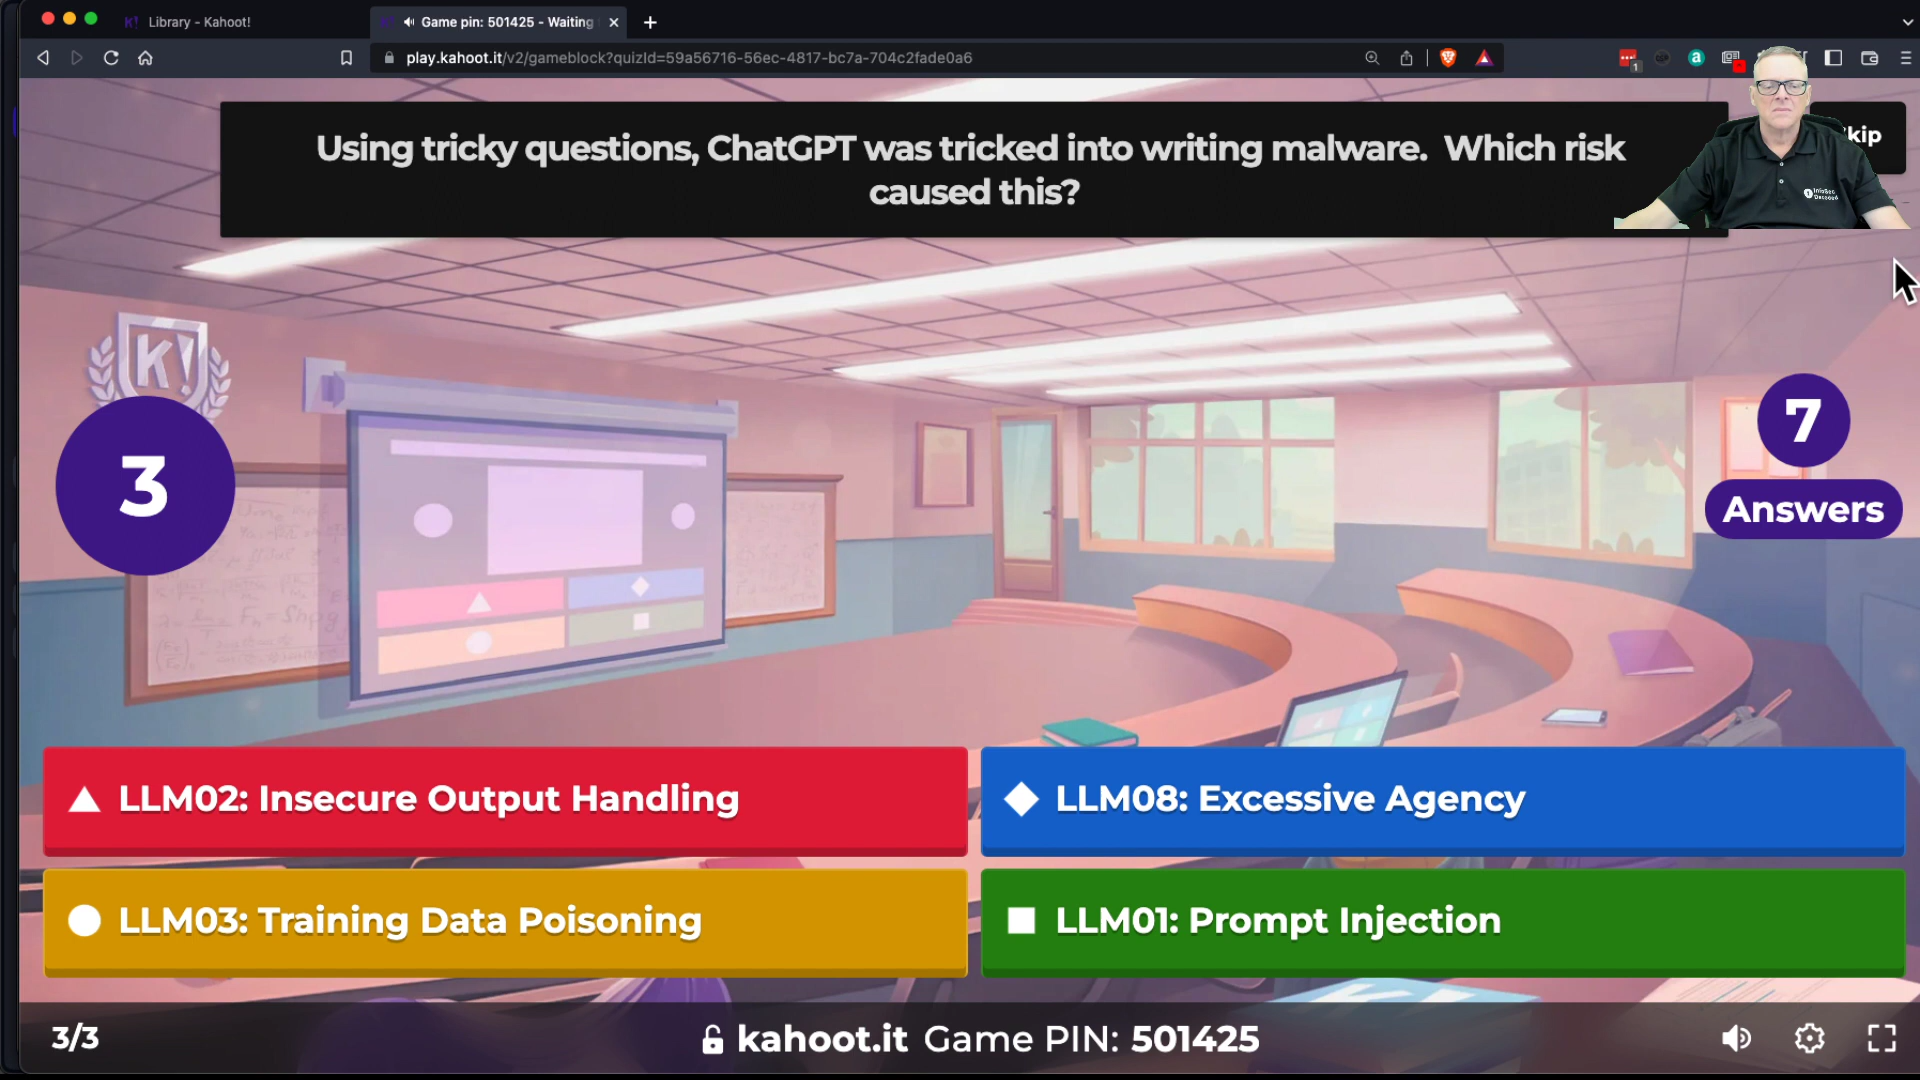 Library - Kahoot!
Game pin: 501425 - Waiting
play.kahoot.it/v2/gameblock?quizId=59a56716-56ec-4817-bc7a-704c2fade0a6
Using tricky questions, ChatGPT was tricked into writing malware. Which risk
caused this?
kip
InfoSec
Decoded
K!
3
7
Answers
LLM02: Insecure Output Handling
LLM08: Excessive Agency
LLM03: Training Data Poisoning
LLM01: Prompt Injection
3/3
kahoot.it Game PIN: 501425